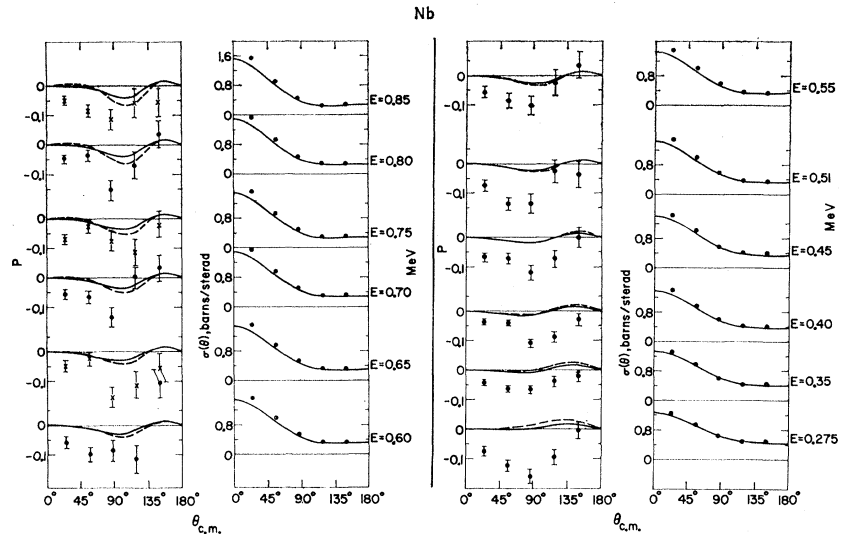 Nb
0
-0.1
0
-0.1
0
-0.1
0
-0.1
0
-0.1
0
-0.1
P
0° 45° 90° 135° 180°
θc.m.
1.6
0.8
0
0.8
0
0.8
0
0.8
0
0.8
0
0.8
0
σ(θ), barns/sterad
0° 45° 90° 135° 180°
E=0.85
E=0.80
E=0.75
E=0.70
E=0.65
E=0.60
MeV
0
-0.1
0
-0.1
0
-0.1
0
-0.1
0
-0.1
0
-0.1
P
0° 45° 90° 135° 180°
θc.m.
1.6
0.8
0
0.8
0
0.8
0
0.8
0
0.8
0
0.8
0
σ(θ), barns/sterad
0° 45° 90° 135° 180°
E=0.55
E=0.51
E=0.45
E=0.40
E=0.35
E=0.275
MeV